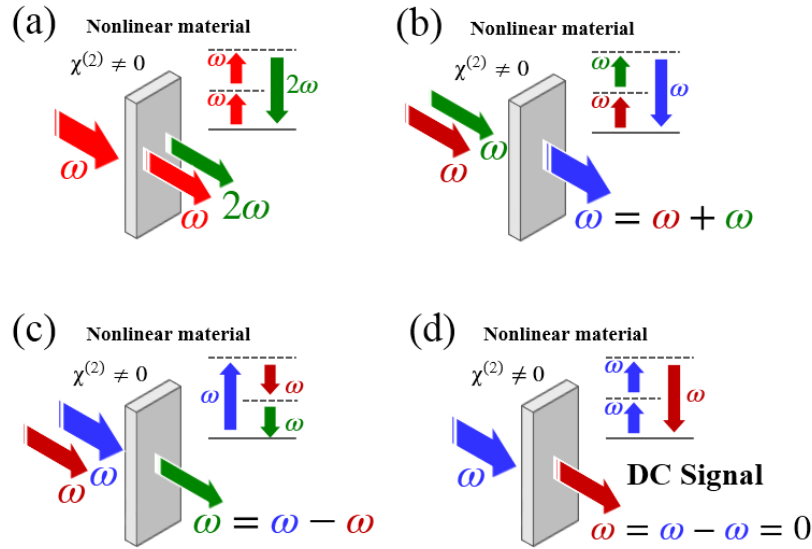 (a)
Nonlinear material
χ⁽²⁾ ≠ 0
ω
ω
2ω
ω
ω
2ω
(b)
Nonlinear material
χ⁽²⁾ ≠ 0
ω
ω
ω
ω
ω
ω = ω + ω
(c)
Nonlinear material
χ⁽²⁾ ≠ 0
ω
ω
ω
ω
ω
ω = ω − ω
(d)
Nonlinear material
χ⁽²⁾ ≠ 0
ω
ω
ω
ω
DC Signal
ω = ω − ω = 0